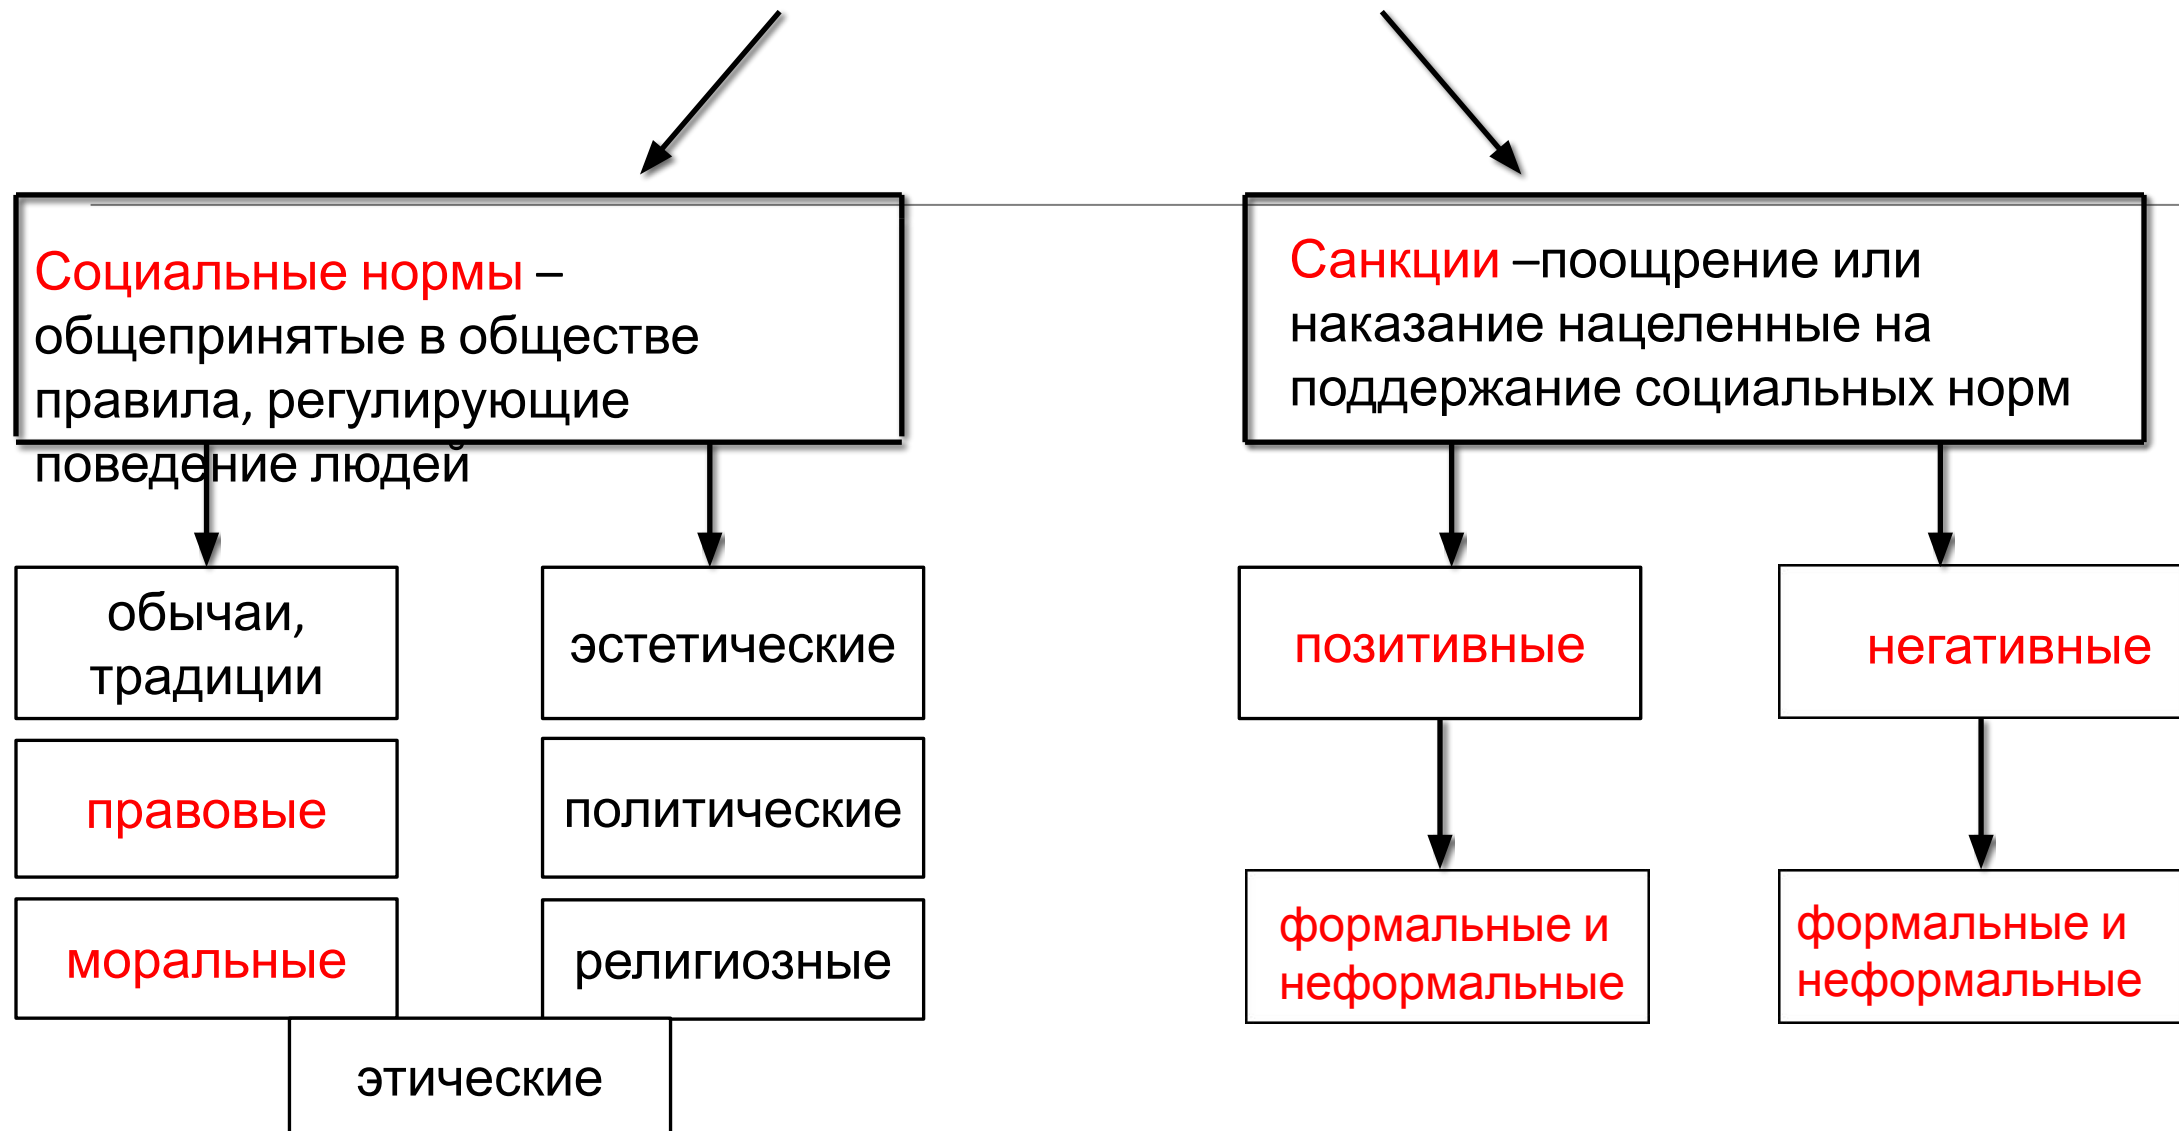 Социальные нормы –
общепринятые в обществе
правила, регулирующие
поведение людей
Санкции –поощрение или
наказание нацеленные на
поддержание социальных норм
обычаи,
традиции
эстетические
позитивные
негативные
правовые
политические
моральные
религиозные
формальные и
неформальные
формальные и
неформальные
этические